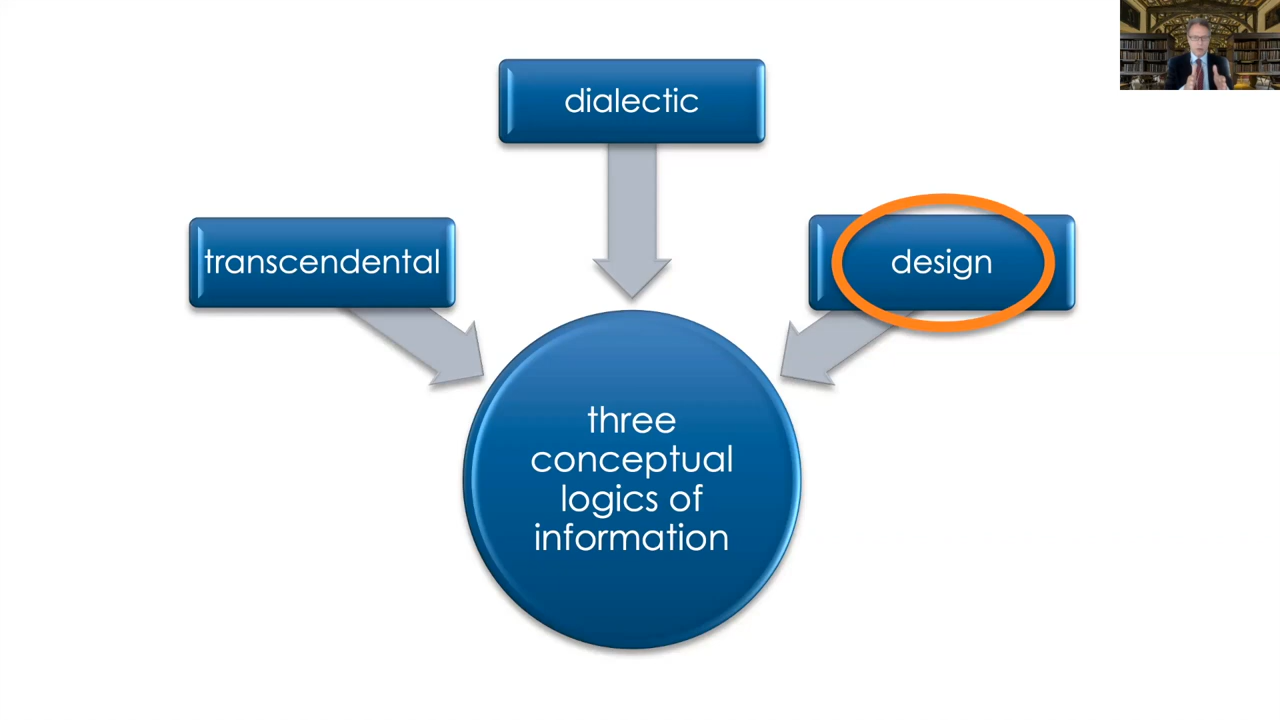 dialectic
transcendental
design
three
conceptual
logics of
information